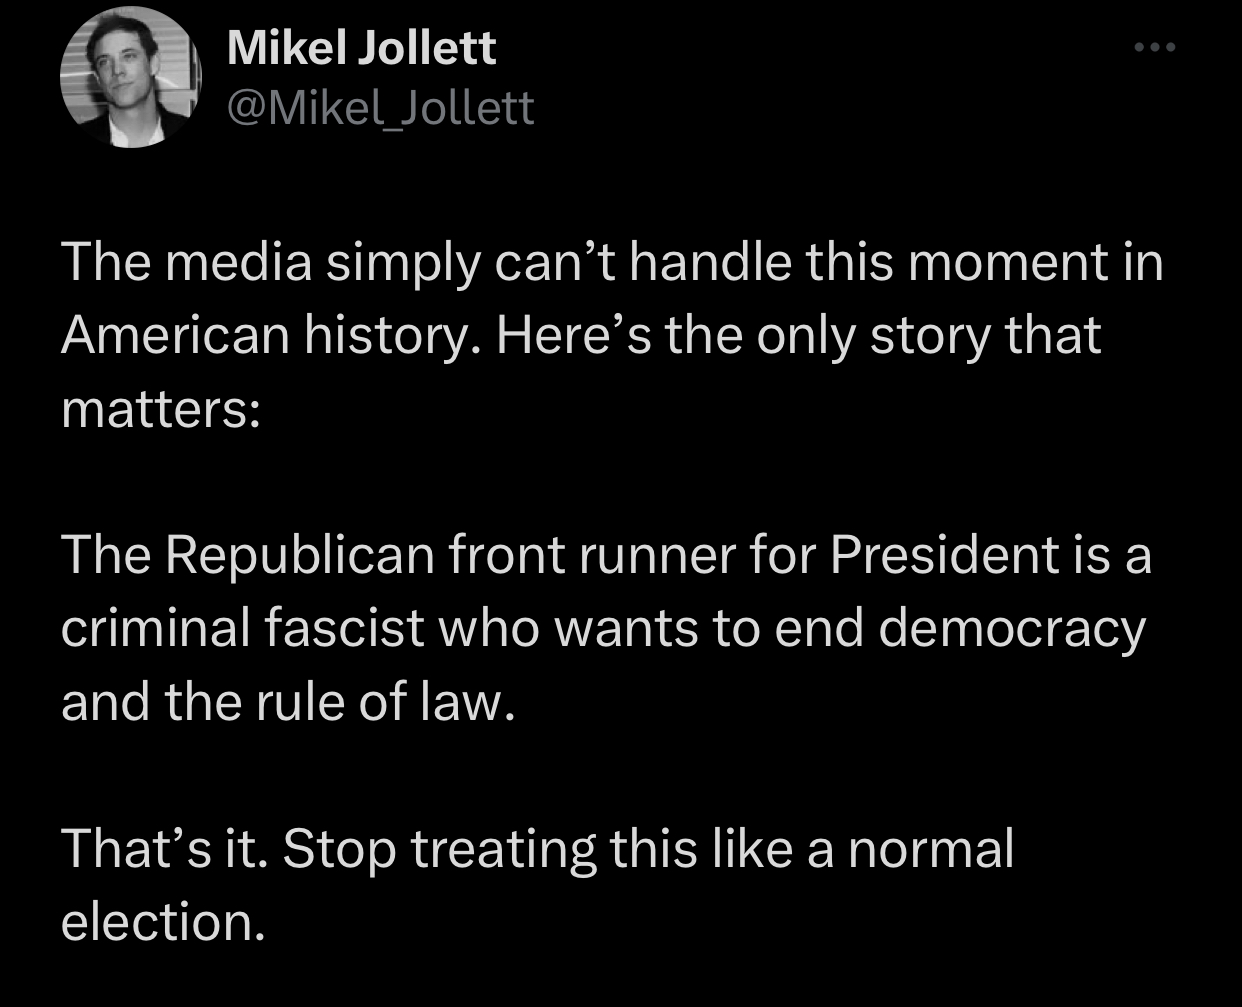 Mikel Jollett
@Mikel_Jollett
The media simply can’t handle this moment in
American history. Here’s the only story that
matters:
The Republican front runner for President is a
criminal fascist who wants to end democracy
and the rule of law.
That’s it. Stop treating this like a normal
election.